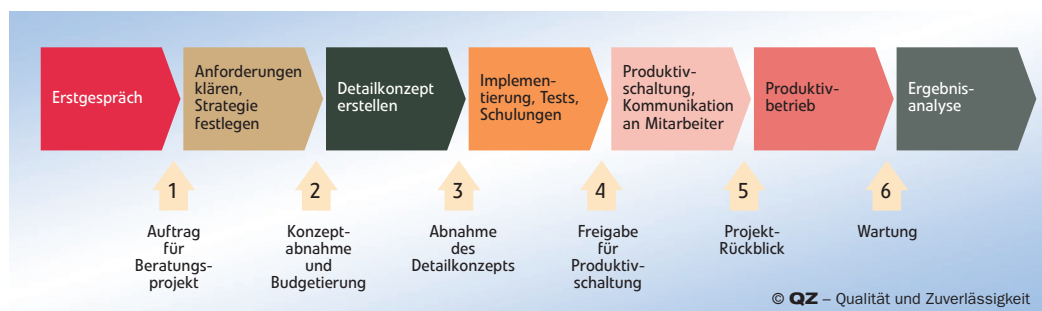 Erstgespräch
Anforderungen
klären,
Strategie
festlegen
Detailkonzept
erstellen
Implemen-
tierung, Tests,
Schulungen
Produktiv-
schaltung,
Kommunikation
an Mitarbeiter
Produktiv-
betrieb
Ergebnis-
analyse
1
Auftrag
für
Beratungs-
projekt
2
Konzept-
abnahme
und
Budgetierung
3
Abnahme
des
Detailkonzepts
4
Freigabe
für
Produktiv-
schaltung
5
Projekt-
Rückblick
6
Wartung
© QZ – Qualität und Zuverlässigkeit